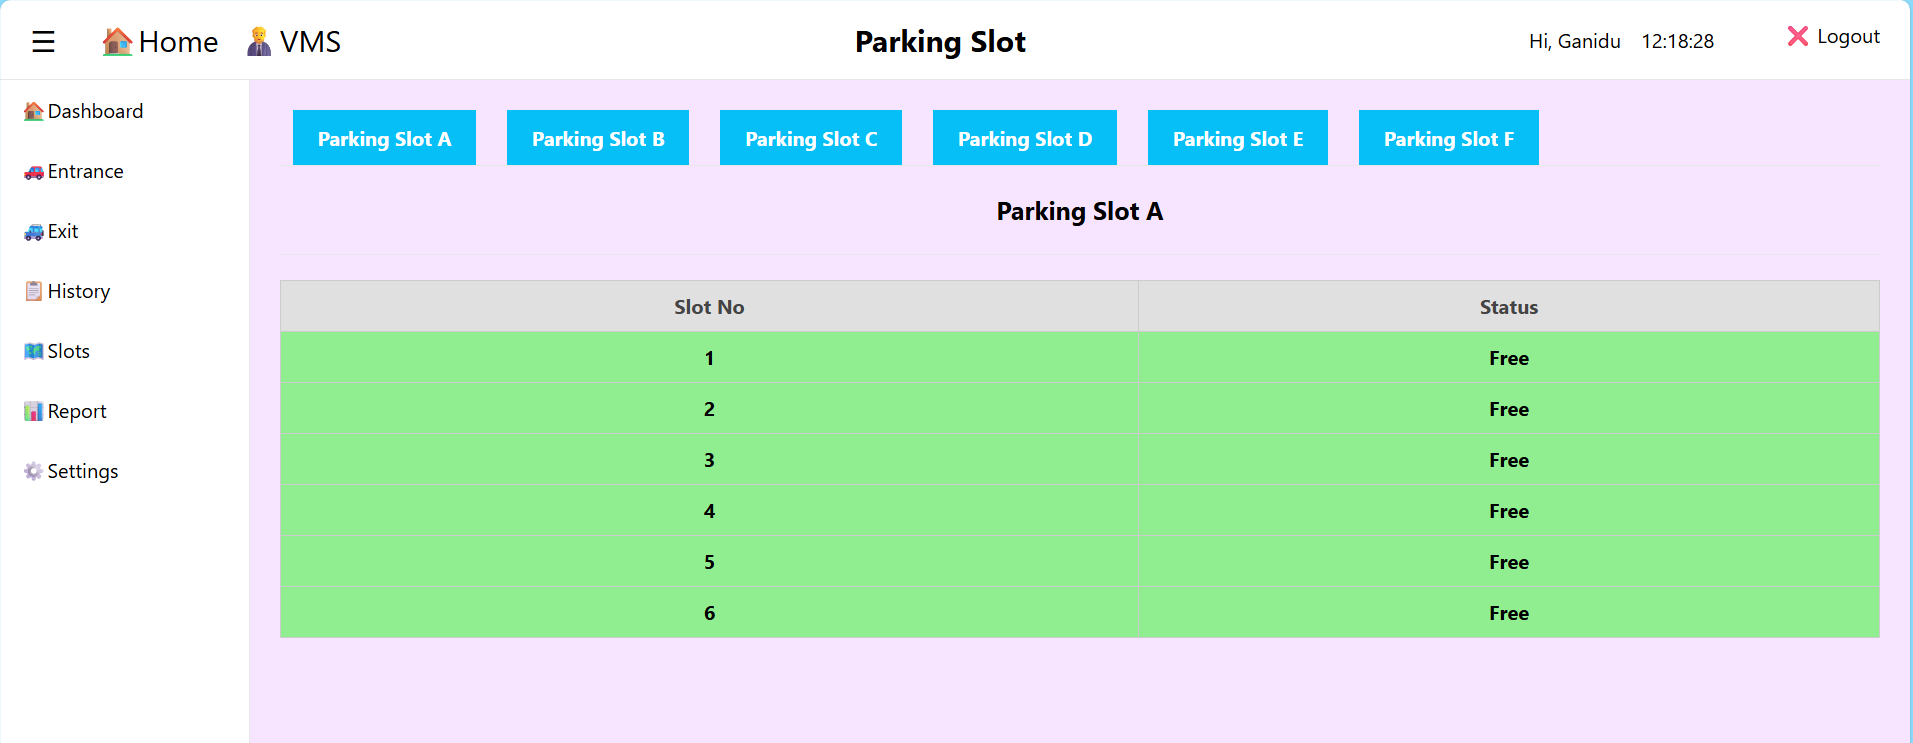 ☰ Home VMS Parking Slot Hi, Ganidu 12:18:28 Logout
Dashboard
Entrance
Exit
History
Slots
Report
Settings
Parking Slot A Parking Slot B Parking Slot C Parking Slot D Parking Slot E Parking Slot F
Parking Slot A
Slot No Status
1 Free
2 Free
3 Free
4 Free
5 Free
6 Free